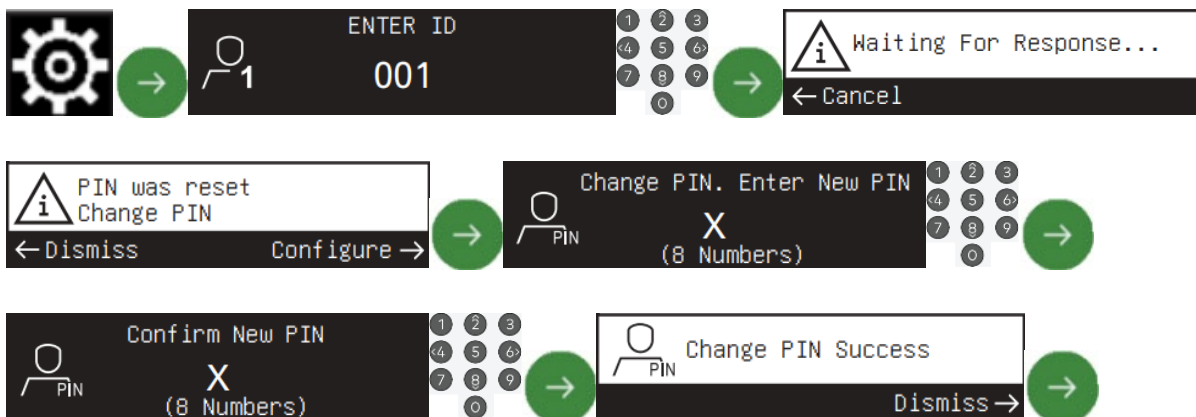 ENTER ID
1
001
1 2 3
<4 5 6>
7 8 9
0
→
→
i
Waiting For Response...
←Cancel
i
PIN was reset
Change PIN
←Dismiss Configure→
→
Change PIN. Enter New PIN
PIN
X
(8 Numbers)
1 2 3
<4 5 6>
7 8 9
0
→
Confirm New PIN
PIN
X
(8 Numbers)
1 2 3
<4 5 6>
7 8 9
0
→
PIN
Change PIN Success
Dismiss→
→